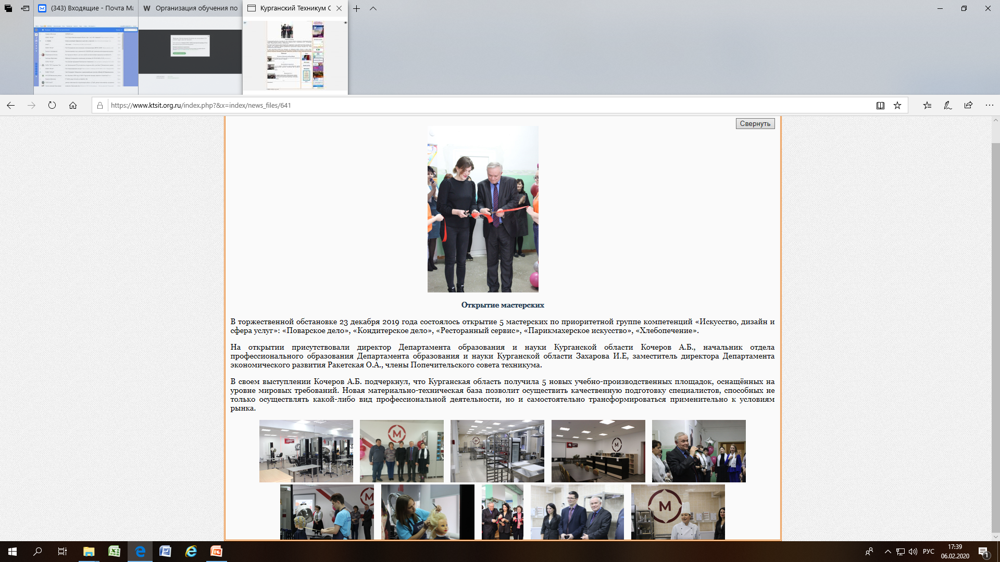 (343) Входящие - Почта Ма
Организация обучения по
Курганский Техникум С
https://www.ktsit.org.ru/index.php?&x=index/news_files/641
Свернуть
Открытие мастерских
В торжественной обстановке 23 декабря 2019 года состоялось открытие 5 мастерских по приоритетной группе компетенций «Искусство, дизайн и
сфера услуг»: «Поварское дело», «Кондитерское дело», «Ресторанный сервис», «Парикмахерское искусство», «Хлебопечение».
На открытии присутствовали директор Департамента образования и науки Курганской области Кочеров А.Б., начальник отдела
профессионального образования Департамента образования и науки Курганской области Захарова И.Е, заместитель директора Департамента
экономического развития Ракетская О.А., члены Попечительского совета техникума.
В своем выступлении Кочеров А.Б. подчеркнул, что Курганская область получила 5 новых учебно-производственных площадок, оснащённых на
уровне мировых требований. Новая материально-техническая база позволит осуществить качественную подготовку специалистов, способных не
только осуществлять какой-либо вид профессиональной деятельности, но и самостоятельно трансформироваться применительно к условиям
рынка.
М
М
М
М
РУС
17:39
06.02.2020
1